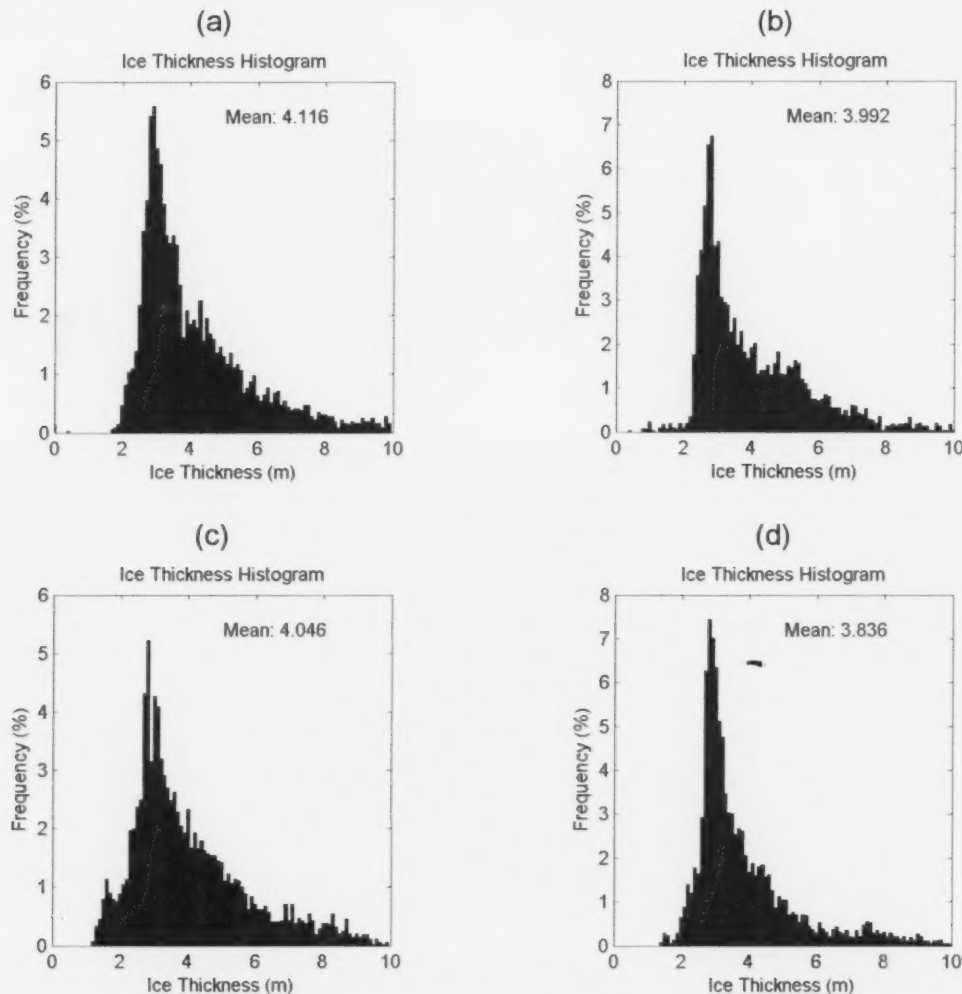 (a)
Ice Thickness Histogram
Mean: 4.116
Frequency (%)
6
5
4
3
2
1
0
0 2 4 6 8 10
Ice Thickness (m)
(b)
Ice Thickness Histogram
Mean: 3.992
Frequency (%)
8
7
6
5
4
3
2
1
0
0 2 4 6 8 10
Ice Thickness (m)
(c)
Ice Thickness Histogram
Mean: 4.046
Frequency (%)
6
5
4
3
2
1
0
0 2 4 6 8 10
Ice Thickness (m)
(d)
Ice Thickness Histogram
Mean: 3.836
Frequency (%)
8
7
6
5
4
3
2
1
0
0 2 4 6 8 10
Ice Thickness (m)